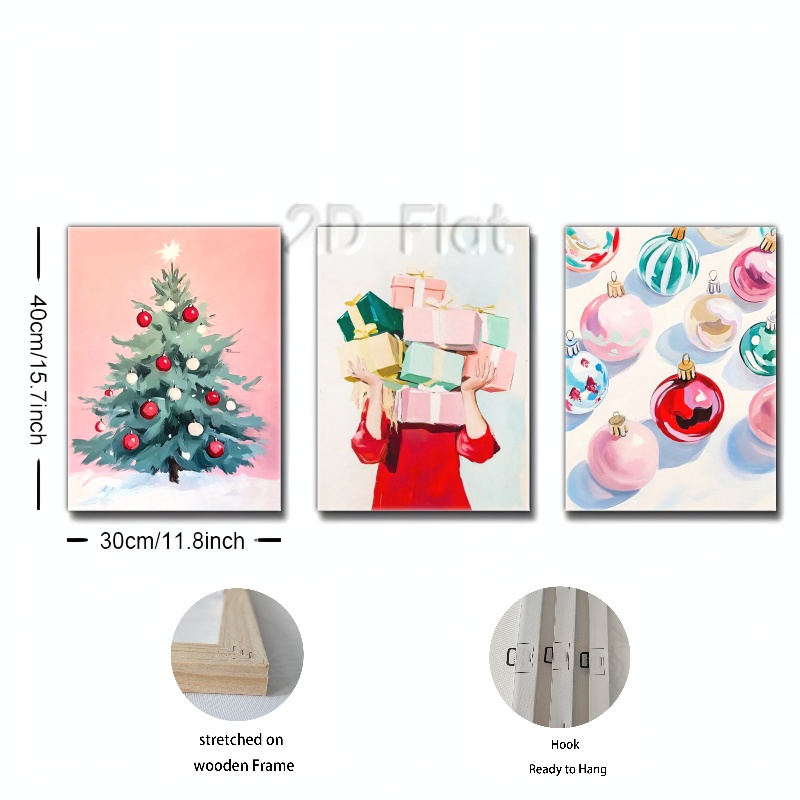 2D Flat
40cm/15.7inch
30cm/11.8inch
stretched on
wooden Frame
Hook
Ready to Hang